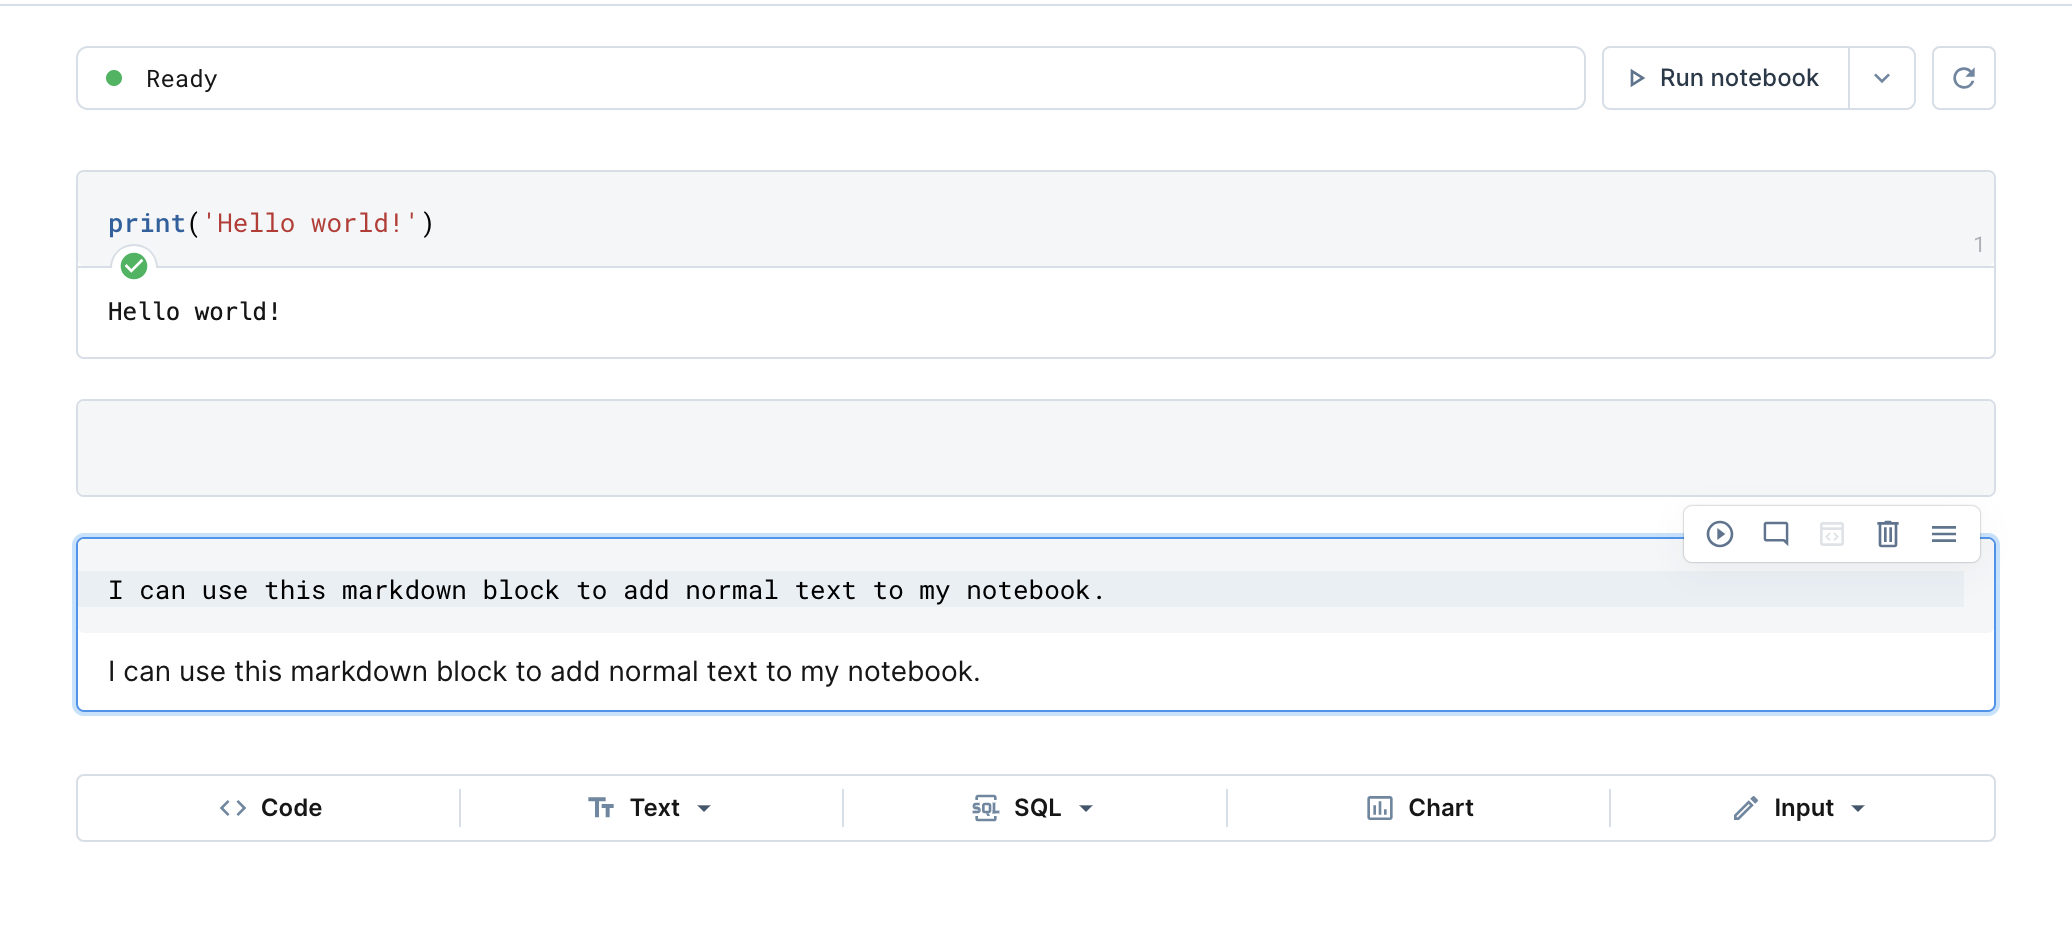 Ready
Run notebook
print('Hello world!')
1
Hello world!
I can use this markdown block to add normal text to my notebook.
I can use this markdown block to add normal text to my notebook.
Code
Text
SQL SQL
Chart
Input